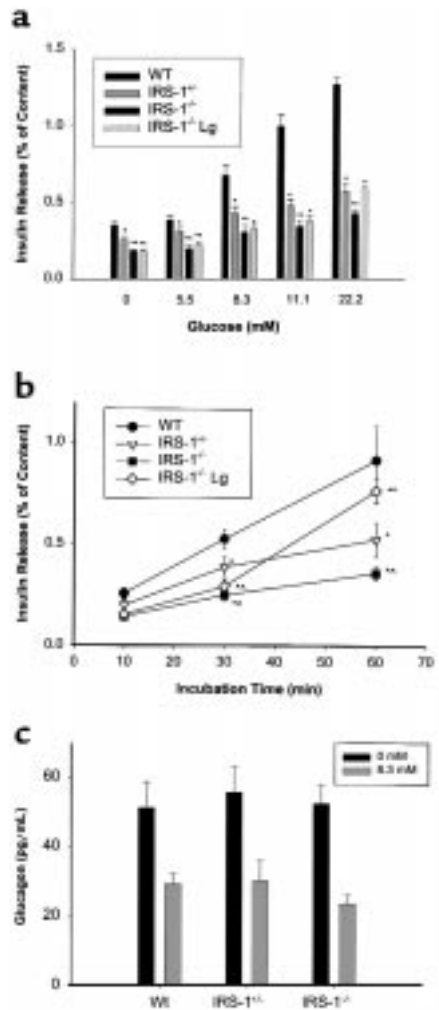 a
Insulin Release (% of Content)
1.5
1.0
0.5
0.0
WT
IRS-1+/-
IRS-1-/-
IRS-1-/- Lg
0 5.5 8.3 11.1 22.2
Glucose (mM)
b
Insulin Release (% of Content)
1.0
0.5
0.0
WT
IRS-1+/-
IRS-1-/-
IRS-1-/- Lg
0 10 20 30 40 50 60 70
Incubation Time (min)
c
Glucagon (pg/mL)
60
40
20
0
0 mM
8.3 mM
Wt IRS-1+/- IRS-1-/-